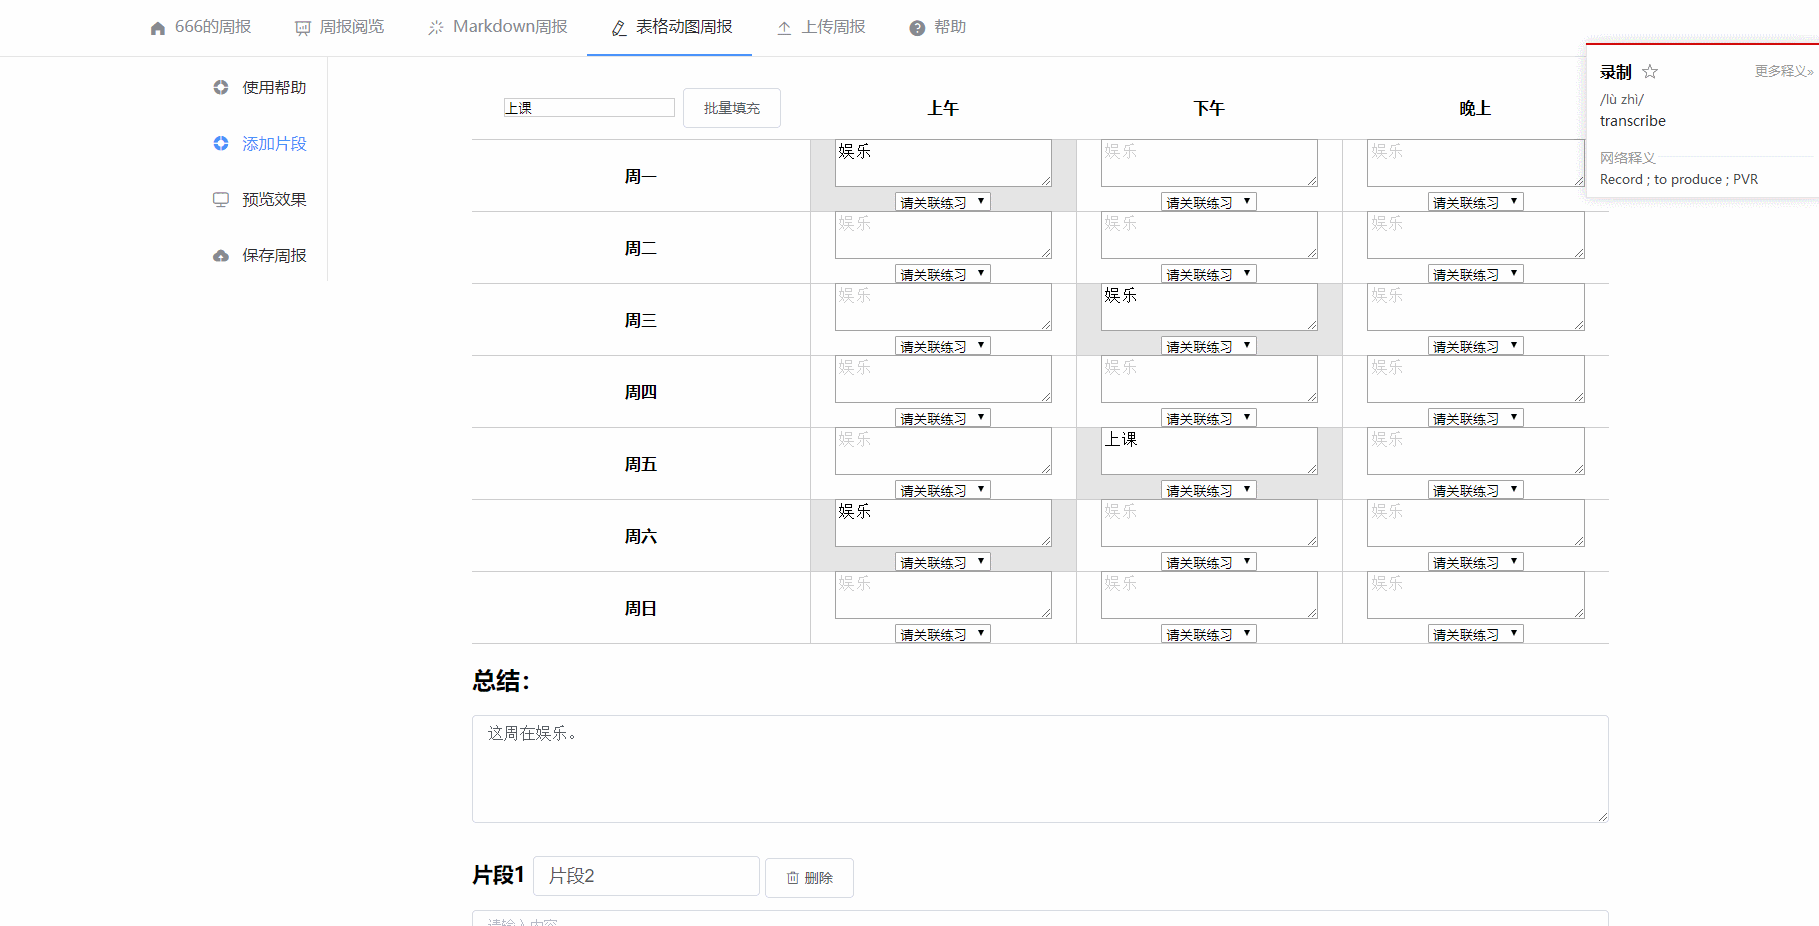 666的周报 周报阅览 Markdown周报 表格动图周报 上传周报 帮助
使用帮助
添加片段
预览效果
保存周报
录制 更多释义»
/lù zhì/
transcribe
网络释义
Record ; to produce ; PVR
上课 批量填充 上午 下午 晚上
周一 娱乐 娱乐 娱乐
请关联练习 请关联练习 请关联练习
周二 娱乐 娱乐 娱乐
请关联练习 请关联练习 请关联练习
周三 娱乐 娱乐 娱乐
请关联练习 请关联练习 请关联练习
周四 娱乐 娱乐 娱乐
请关联练习 请关联练习 请关联练习
周五 娱乐 上课 娱乐
请关联练习 请关联练习 请关联练习
周六 娱乐 娱乐 娱乐
请关联练习 请关联练习 请关联练习
周日 娱乐 娱乐 娱乐
请关联练习 请关联练习 请关联练习
总结：
这周在娱乐。
片段1 片段2 删除
请输入内容